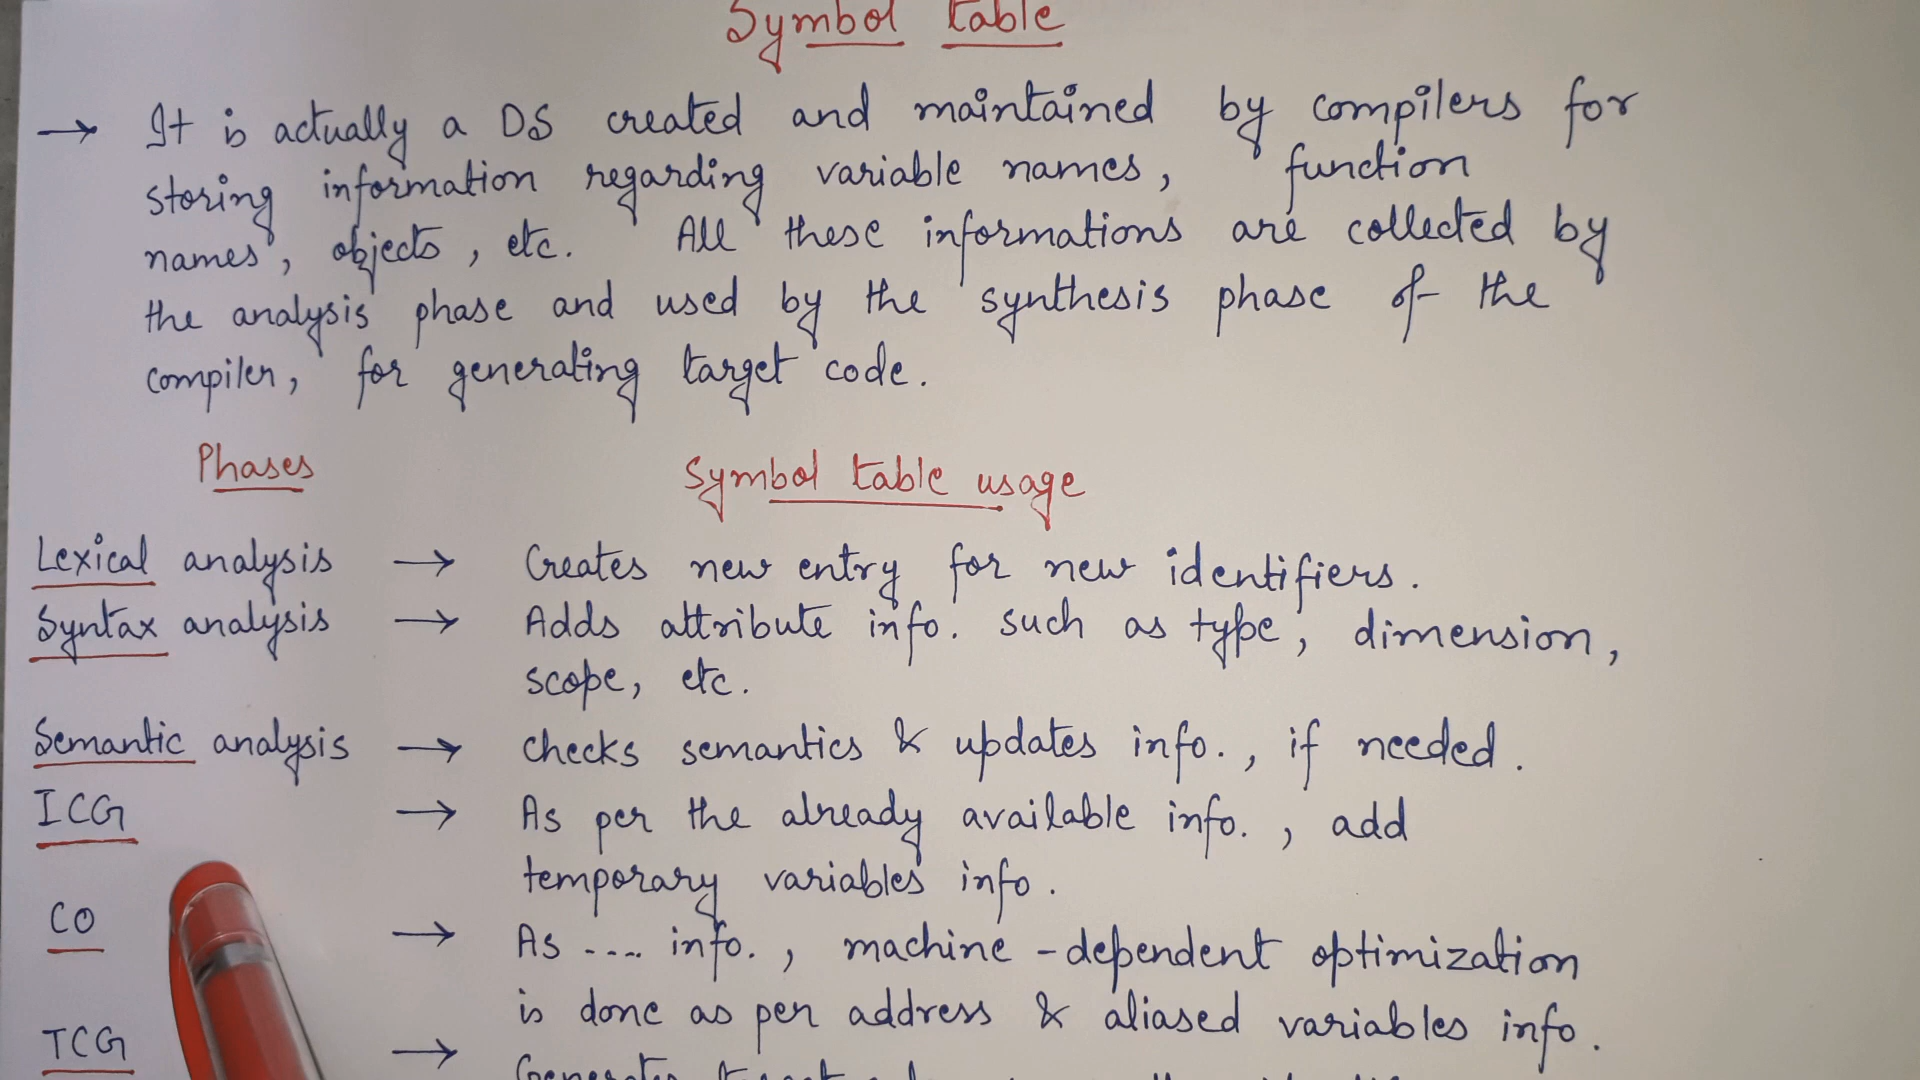 Symbol table
→ It is actually a DS created and maintained by compilers for
storing information regarding variable names, function
names, objects, etc. All these informations are collected by
the analysis phase and used by the synthesis phase of the
compiler, for generating target code.
Phases Symbol table usage
Lexical analysis → Creates new entry for new identifiers.
Syntax analysis → Adds attribute info. such as type, dimension,
scope, etc.
Semantic analysis → checks semantics & updates info., if needed.
ICG → As per the already available info., add
temporary variables info.
CO → As .... info., machine-dependent optimization
is done as per address & aliased variables info.
TCG → Generates target